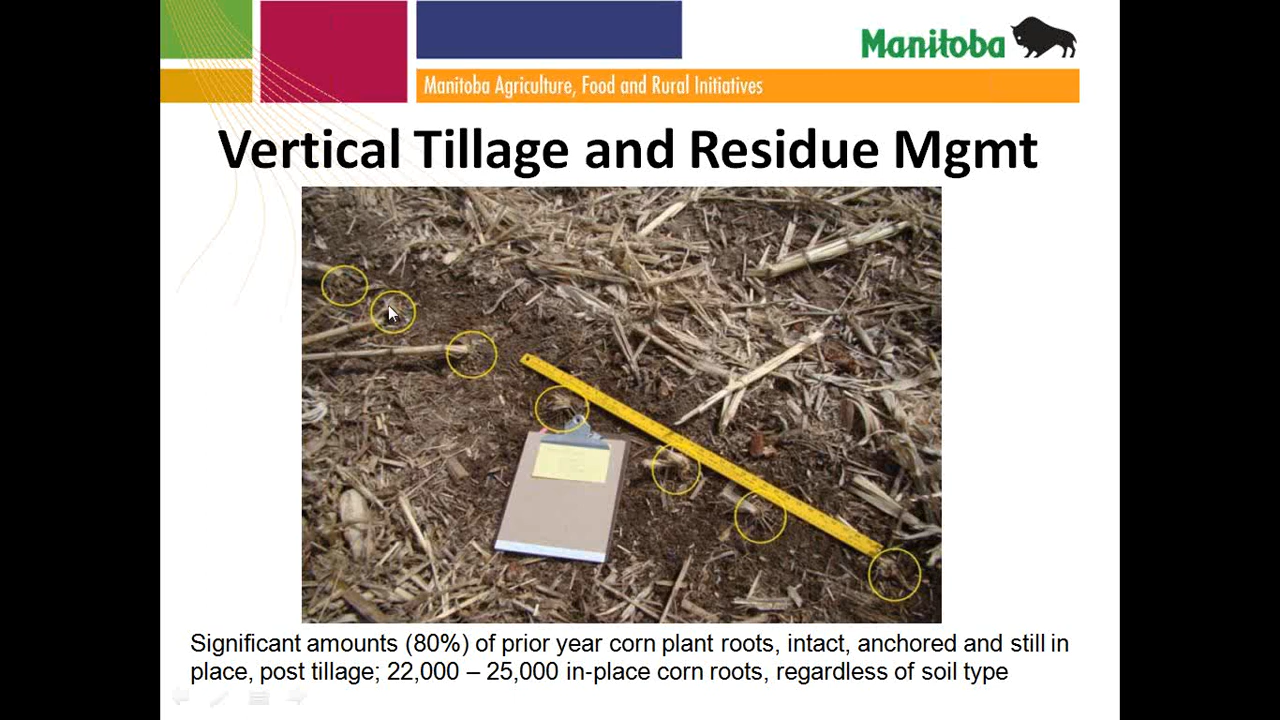 Manitoba
Manitoba Agriculture, Food and Rural Initiatives
Vertical Tillage and Residue Mgmt
Significant amounts (80%) of prior year corn plant roots, intact, anchored and still in
place, post tillage; 22,000 – 25,000 in-place corn roots, regardless of soil type